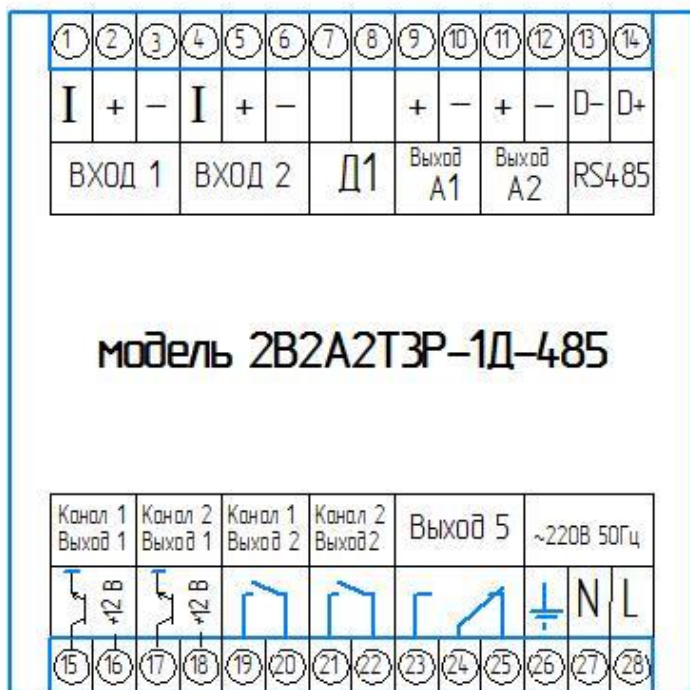 1 2 3 4 5 6 7 8 9 10 11 12 13 14
I + − I + − + − + − D− D+
ВХОД 1 ВХОД 2 Д1 Выход А1 Выход А2 RS485
модель 2В2А2Т3Р–1Д–485
Канал 1 Канал 2 Канал 1 Канал 2 Выход 5 ~220В 50Гц
Выход 1 Выход 1 Выход 2 Выход2
+12 В +12 В N L
15 16 17 18 19 20 21 22 23 24 25 26 27 28